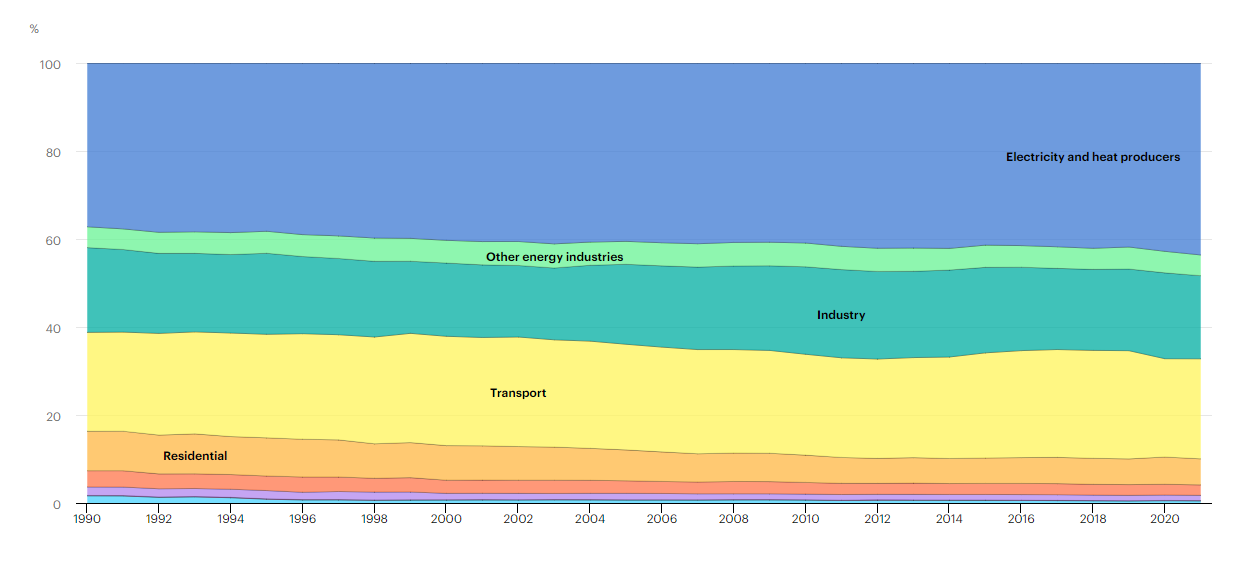 %
100
80
60
40
20
0
Electricity and heat producers
Other energy industries
Industry
Transport
Residential
1990 1992 1994 1996 1998 2000 2002 2004 2006 2008 2010 2012 2014 2016 2018 2020